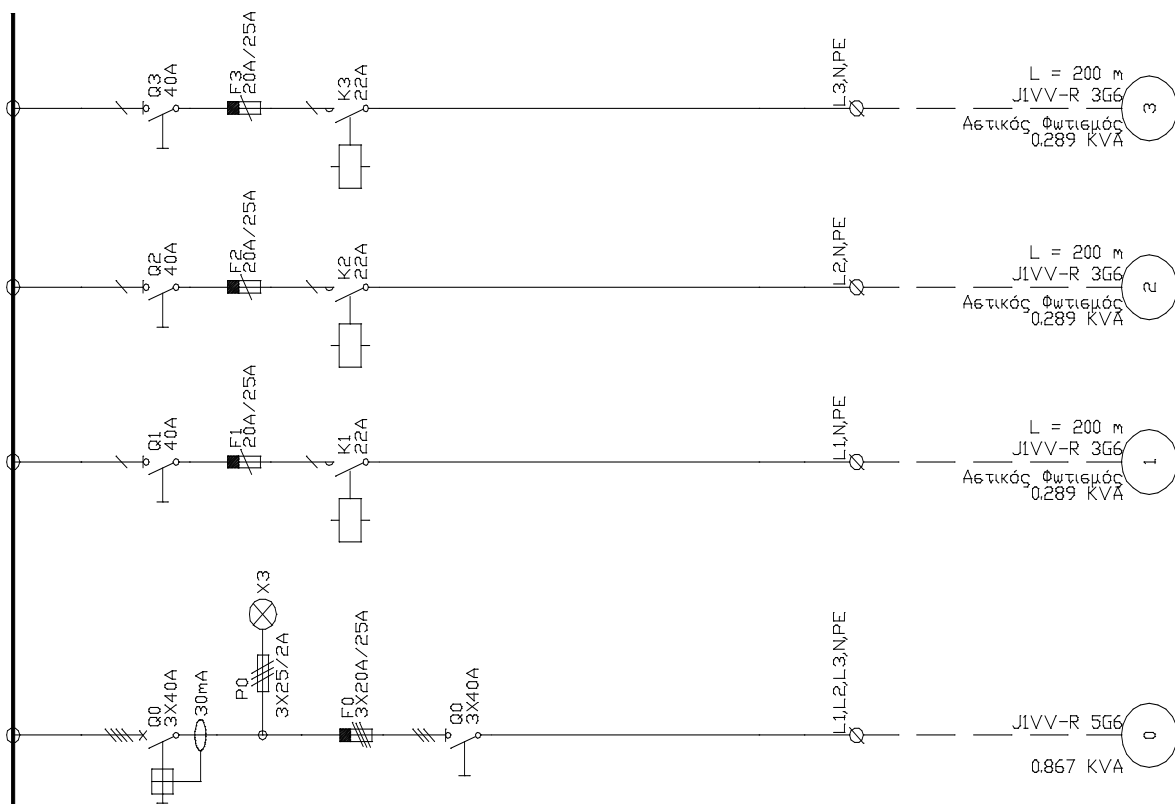 Q3
40A
F3
20A/25A
K3
22A
L3,N,PE
L = 200 m
J1VV-R 3G6
Αστικός Φωτισμός
0.289 KVA
3
Q2
40A
F2
20A/25A
K2
22A
L2,N,PE
L = 200 m
J1VV-R 3G6
Αστικός Φωτισμός
0.289 KVA
2
Q1
40A
F1
20A/25A
K1
22A
L1,N,PE
L = 200 m
J1VV-R 3G6
Αστικός Φωτισμός
0.289 KVA
1
Q0
3X40A
30mA
P0
3X25/2A
X3
F0
3X20A/25A
Q0
3X40A
L1,L2,L3,N,PE
J1VV-R 5G6
0.867 KVA
0